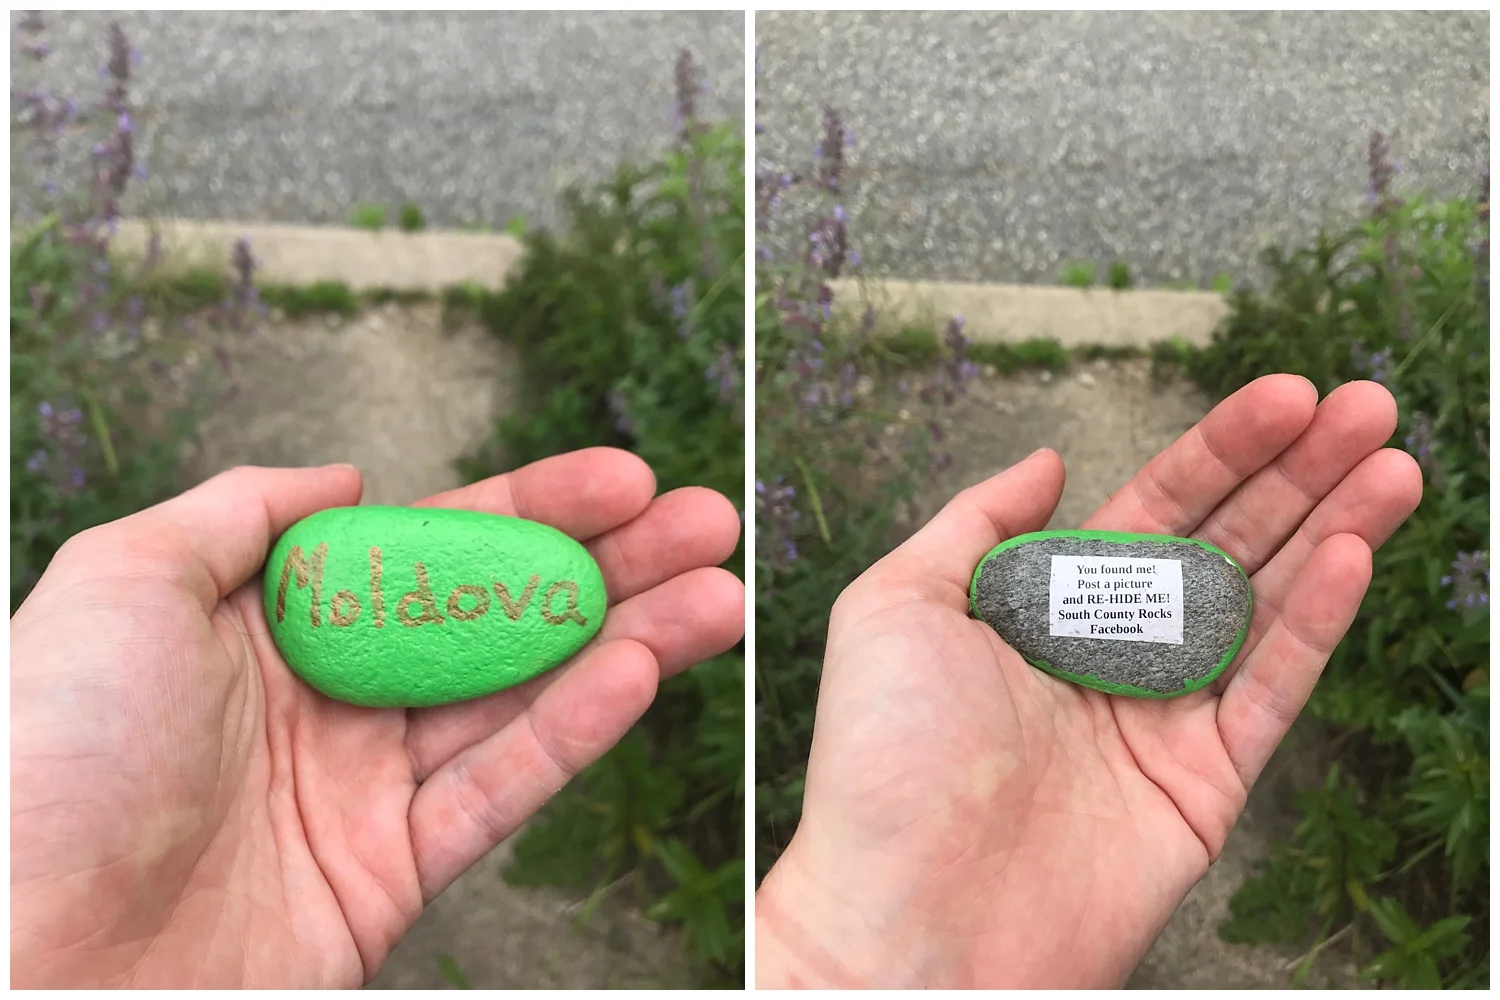 Moldova
You found me!
Post a picture
and RE-HIDE ME!
South County Rocks
Facebook